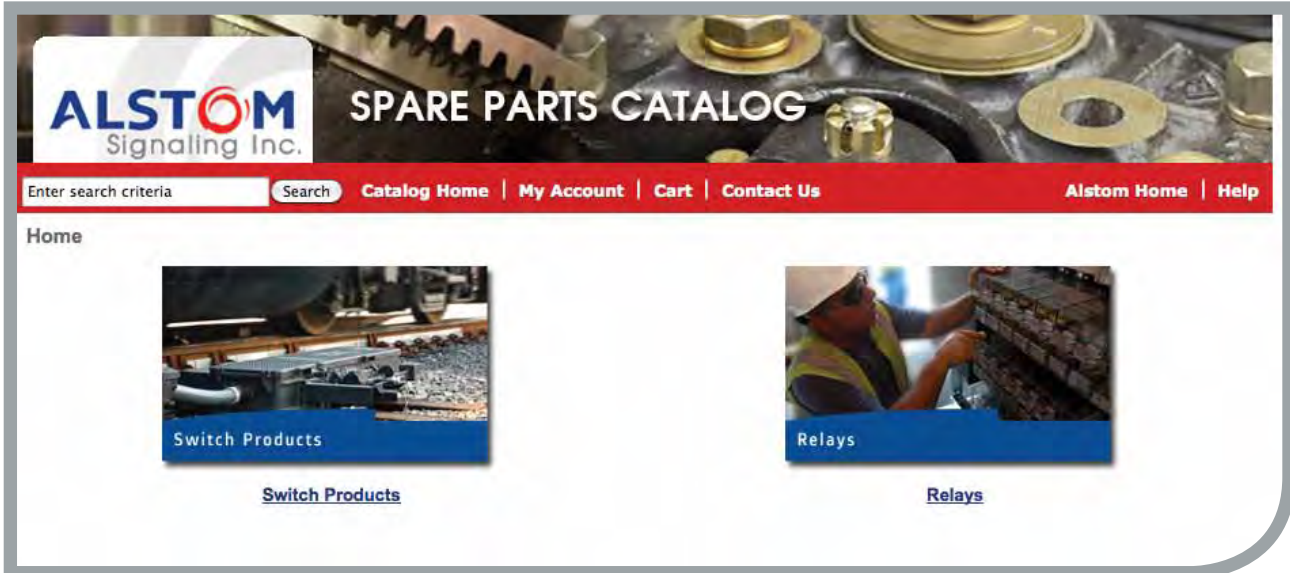 ALSTOM
Signaling Inc.
SPARE PARTS CATALOG
Enter search criteria Search Catalog Home | My Account | Cart | Contact Us Alstom Home | Help
Home
Switch Products Relays
Switch Products Relays